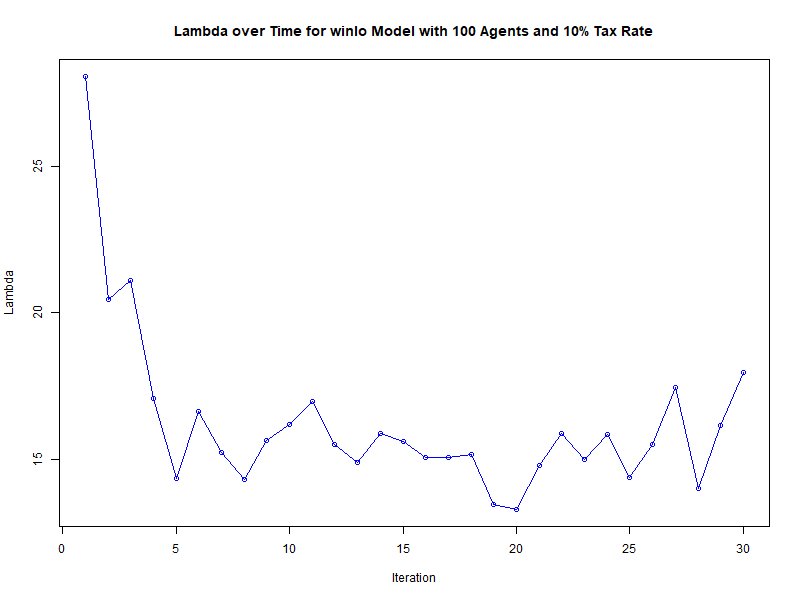 Lambda over Time for winlo Model with 100 Agents and 10% Tax Rate
Lambda
25
20
15
0 5 10 15 20 25 30
Iteration